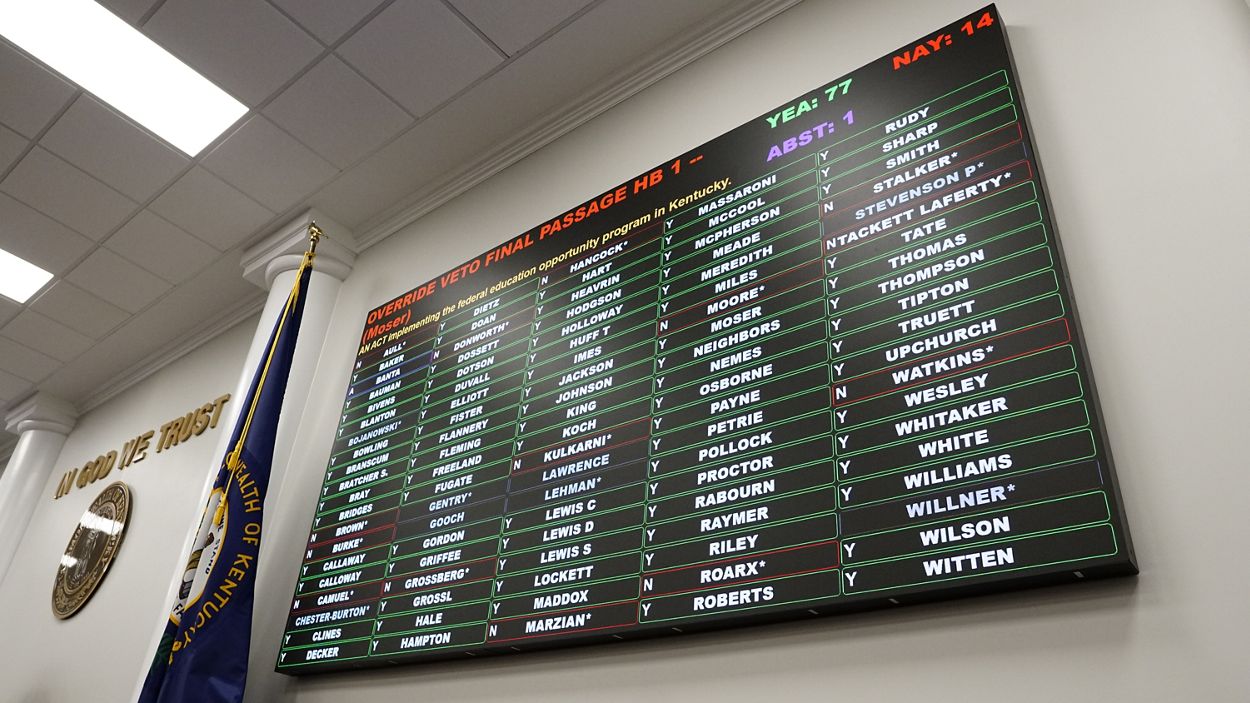 IN GOD WE TRUST
WEALTH OF KENTUCKY
OVERRIDE VETO FINAL PASSAGE HB 1 --
(Moser)
YEA: 77
NAY: 14
ABST: 1
AN ACT implementing the federal education opportunity program in Kentucky.
N AULL*
Y BAKER
A BANTA
Y BAUMAN
Y BIVENS
Y BLANTON
BOJANOWSKI*
Y BOWLING
Y BRANSCUM
Y BRATCHER S.
Y BRAY
Y BRIDGES
N BROWN*
N BURKE*
Y CALLAWAY
Y CALLOWAY
N CAMUEL*
CHESTER-BURTON*
Y CLINES
Y DECKER
Y DIETZ
Y DOAN
N DONWORTH*
Y DOSSETT
Y DOTSON
Y DUVALL
Y ELLIOTT
Y FISTER
Y FLANNERY
Y FLEMING
Y FREELAND
Y FUGATE
GENTRY*
GOOCH
Y GORDON
Y GRIFFEE
N GROSSBERG*
Y GROSSL
Y HALE
Y HAMPTON
N HANCOCK*
Y HART
Y HEAVRIN
Y HODGSON
Y HOLLOWAY
Y HUFF T
Y IMES
Y JACKSON
Y JOHNSON
Y KING
Y KOCH
N KULKARNI*
LAWRENCE
LEHMAN*
Y LEWIS C
Y LEWIS D
Y LEWIS S
Y LOCKETT
Y MADDOX
N MARZIAN*
Y MASSARONI
Y MCCOOL
Y MCPHERSON
Y MEADE
Y MEREDITH
Y MILES
N MOORE*
Y MOSER
Y NEIGHBORS
Y NEMES
Y OSBORNE
Y PAYNE
Y PETRIE
Y POLLOCK
Y PROCTOR
Y RABOURN
Y RAYMER
Y RILEY
N ROARX*
Y ROBERTS
Y RUDY
Y SHARP
Y SMITH
N STALKER*
STEVENSON P*
N TACKETT LAFERTY*
Y TATE
Y THOMAS
Y THOMPSON
Y TIPTON
Y TRUETT
Y UPCHURCH
N WATKINS*
Y WESLEY
Y WHITAKER
Y WHITE
Y WILLIAMS
WILLNER*
Y WILSON
Y WITTEN